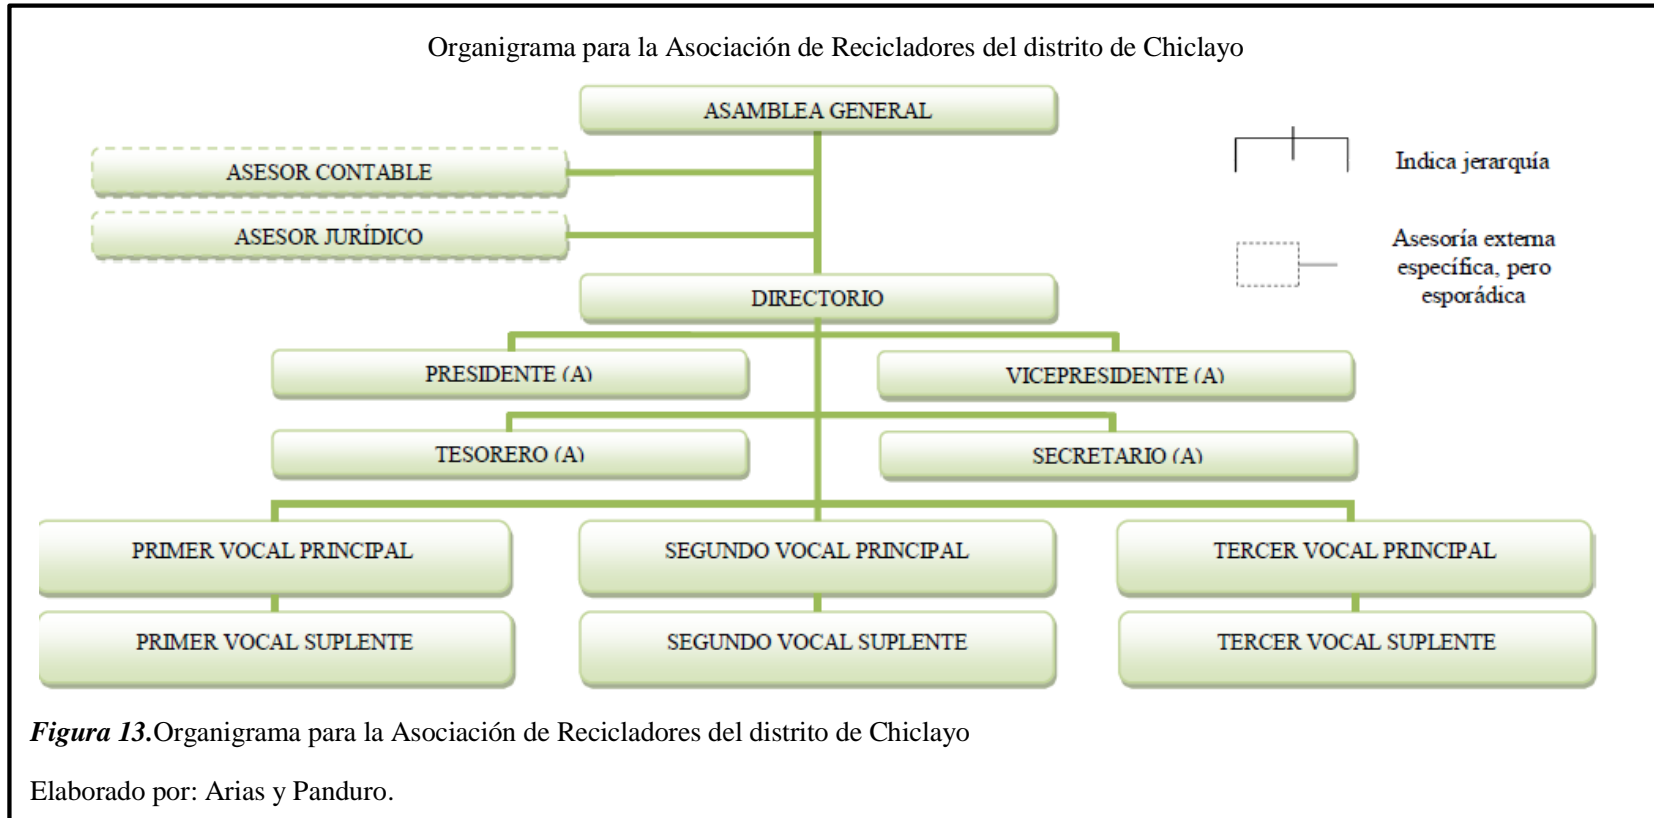 Organigrama para la Asociación de Recicladores del distrito de Chiclayo
ASAMBLEA GENERAL
ASESOR CONTABLE
Indica jerarquía
ASESOR JURÍDICO
Asesoría externa
específica, pero
esporádica
DIRECTORIO
PRESIDENTE (A)
VICEPRESIDENTE (A)
TESORERO (A)
SECRETARIO (A)
PRIMER VOCAL PRINCIPAL
SEGUNDO VOCAL PRINCIPAL
TERCER VOCAL PRINCIPAL
PRIMER VOCAL SUPLENTE
SEGUNDO VOCAL SUPLENTE
TERCER VOCAL SUPLENTE
Figura 13.Organigrama para la Asociación de Recicladores del distrito de Chiclayo
Elaborado por: Arias y Panduro.